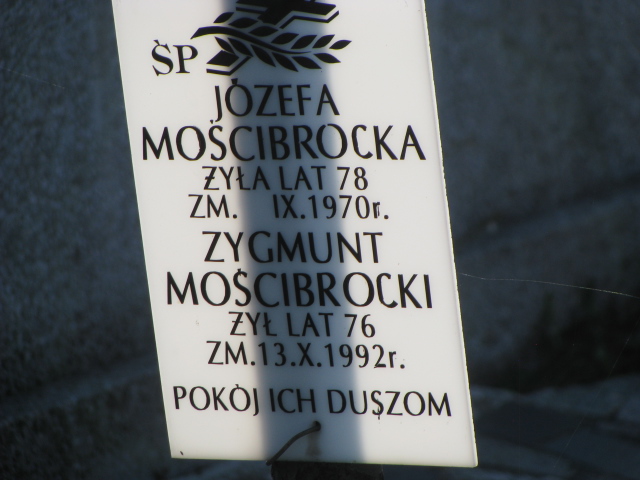 ŚP
JÓZEFA
MOŚCIBROCKA
ŻYŁA LAT 78
ZM. IX.1970r.
ZYGMUNT
MOŚCIBROCKI
ŻYŁ LAT 76
ZM.13.X.1992r.
POKÓJ ICH DUSZOM